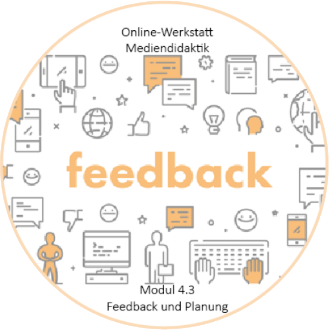 Online-Werkstatt
Mediendidaktik
feedback
Modul 4.3
Feedback und Planung